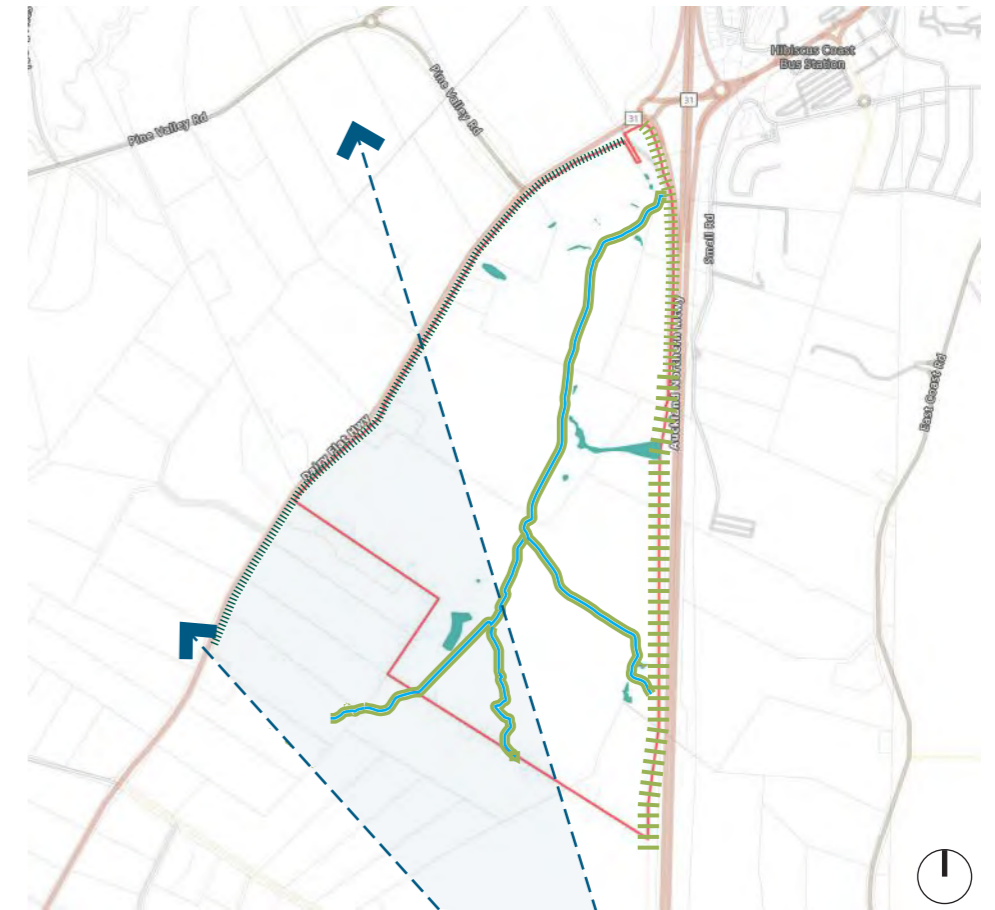 Hibiscus Coast
Bus Station
Pine Valley Rd
31
31
Pine Valley Rd
Small Rd
Auckland Northern Mtwy
East Coast Rd
Dairy Flat Hwy